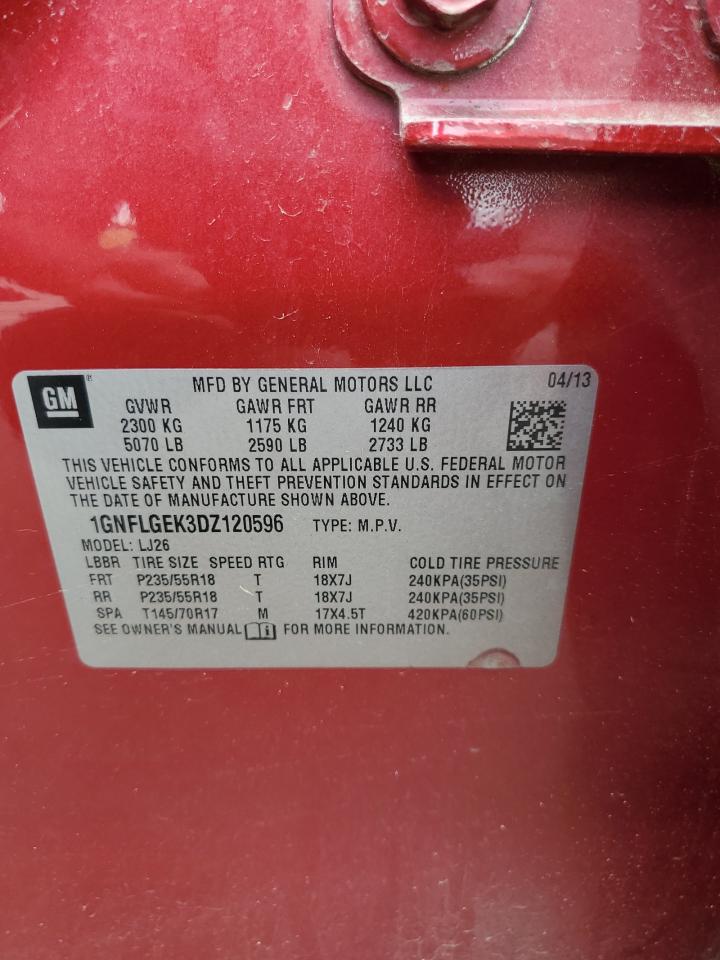 GM ® MFD BY GENERAL MOTORS LLC 04/13
GVWR GAWR FRT GAWR RR
2300 KG 1175 KG 1240 KG
5070 LB 2590 LB 2733 LB
THIS VEHICLE CONFORMS TO ALL APPLICABLE U.S. FEDERAL MOTOR
VEHICLE SAFETY AND THEFT PREVENTION STANDARDS IN EFFECT ON
THE DATE OF MANUFACTURE SHOWN ABOVE.
1GNFLGEK3DZ120596 TYPE: M.P.V.
MODEL: LJ26
LBBR TIRE SIZE SPEED RTG RIM COLD TIRE PRESSURE
FRT P235/55R18 T 18X7J 240KPA(35PSI)
RR P235/55R18 T 18X7J 240KPA(35PSI)
SPA T145/70R17 M 17X4.5T 420KPA(60PSI)
SEE OWNER'S MANUAL FOR MORE INFORMATION.